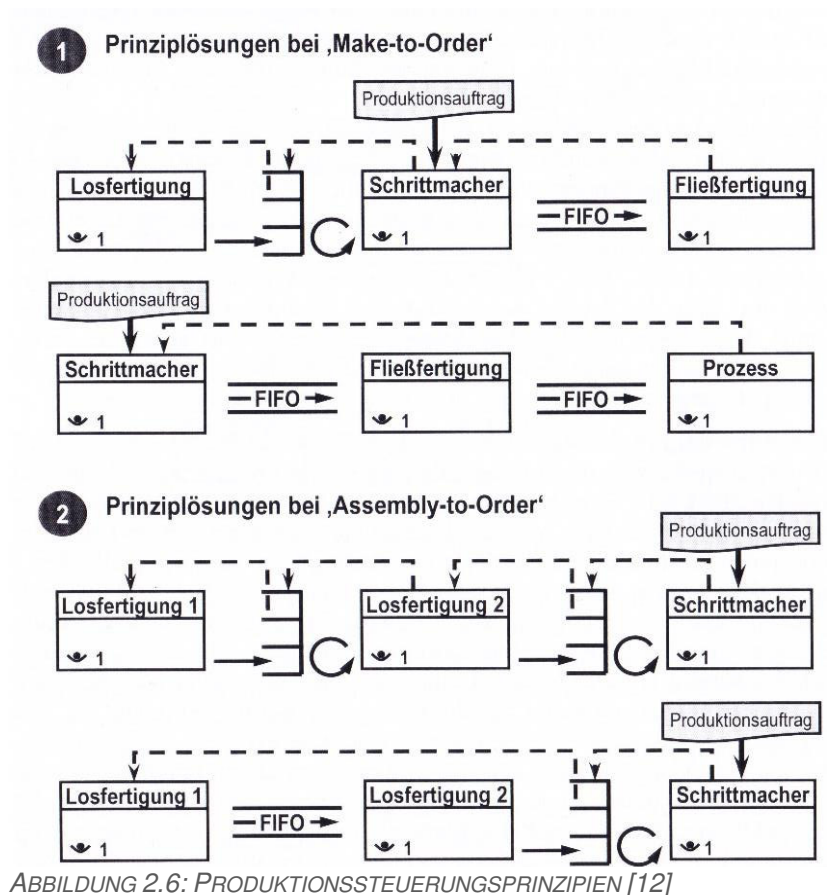 1 Prinziplösungen bei ‚Make-to-Order‘
Produktionsauftrag
Losfertigung Schrittmacher Fließfertigung
FIFO
1 1 1
Produktionsauftrag
Schrittmacher Fließfertigung Prozess
FIFO FIFO
1 1 1
2 Prinziplösungen bei ‚Assembly-to-Order‘
Produktionsauftrag
Losfertigung 1 Losfertigung 2 Schrittmacher
1 1 1
Produktionsauftrag
Losfertigung 1 Losfertigung 2 Schrittmacher
FIFO
1 1 1
ABBILDUNG 2.6: PRODUKTIONSSTEUERUNGSPRINZIPIEN [12]